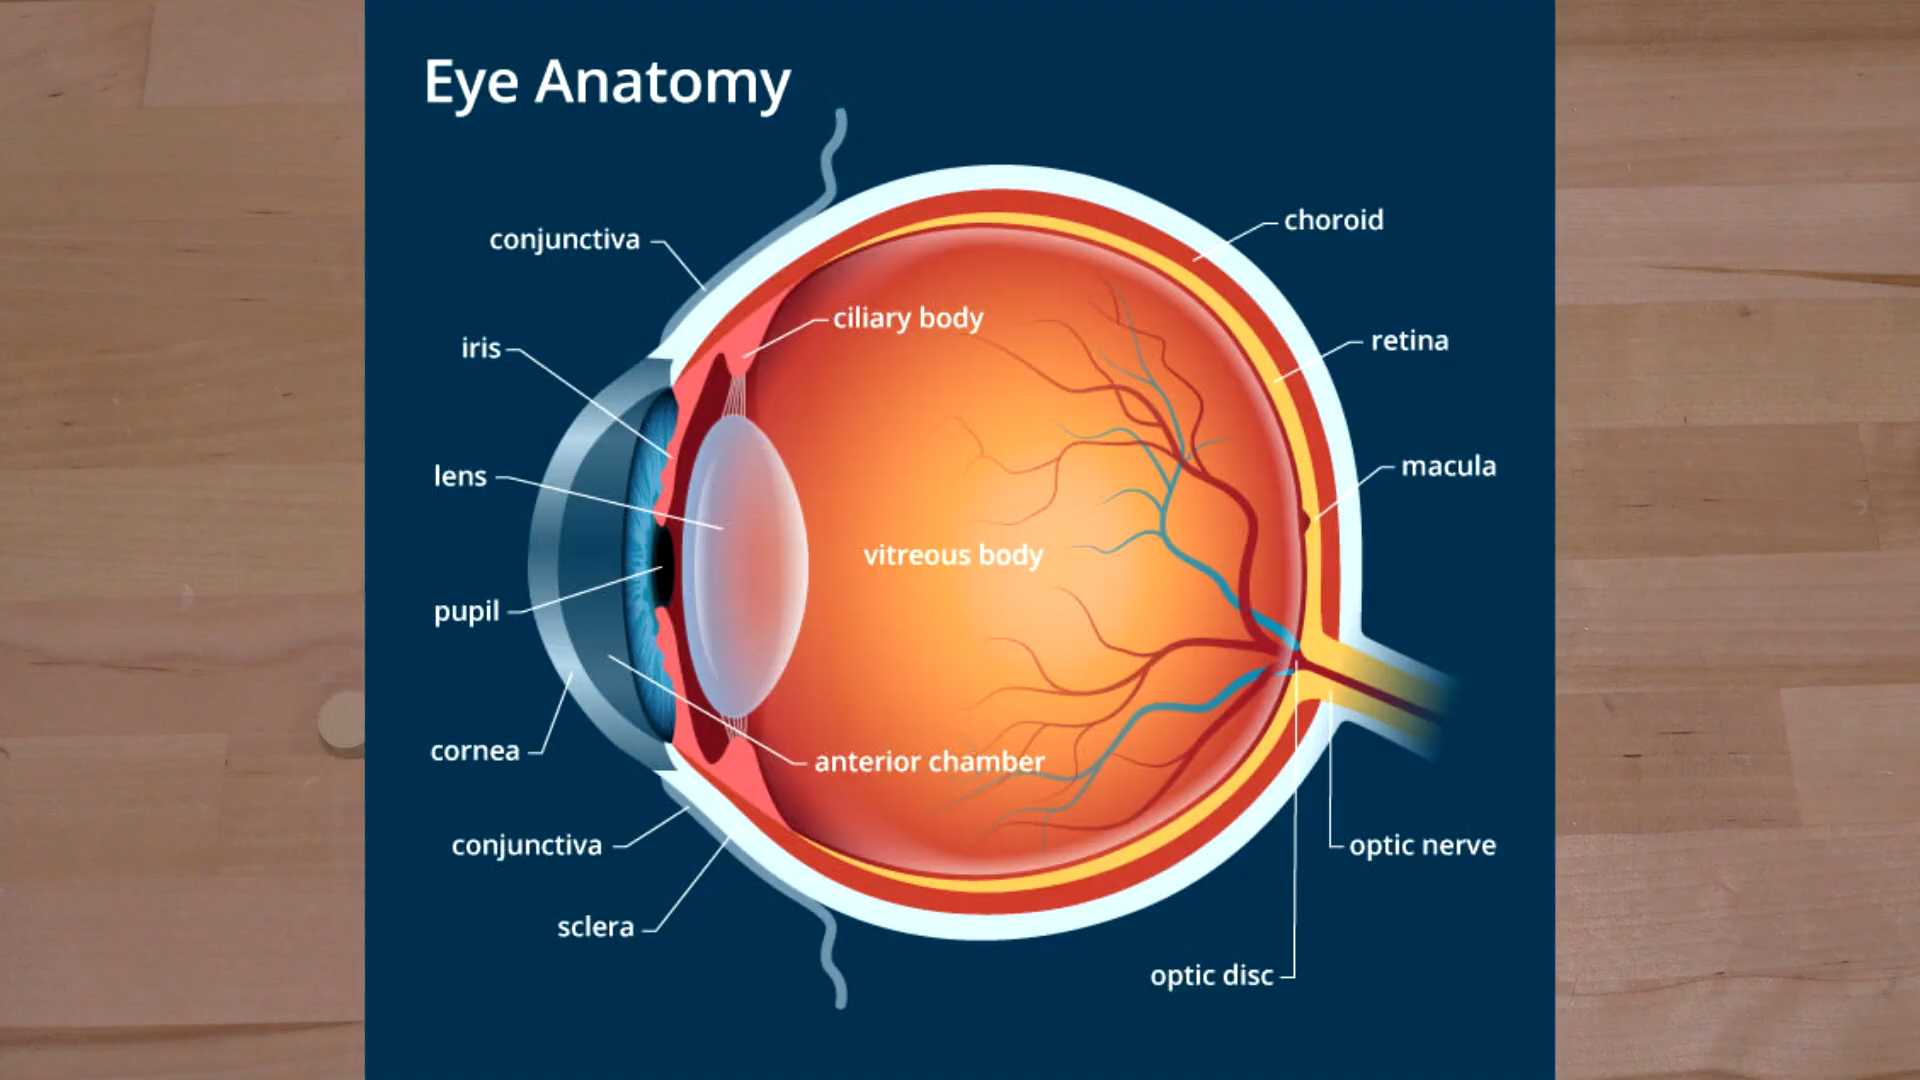 Eye Anatomy
conjunctiva
choroid
ciliary body
iris
retina
lens
macula
vitreous body
pupil
cornea
anterior chamber
conjunctiva
optic nerve
sclera
optic disc